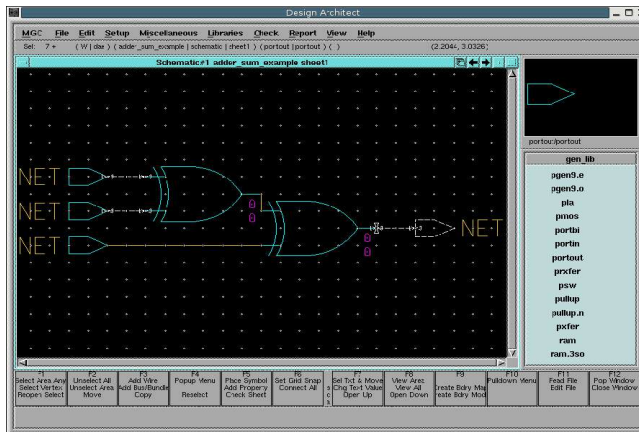 Design Architect
MGC File Edit Setup Miscellaneous Libraries Check Report View Help
Sel: 7 + ( W | dax ) ( adder_sum_example | schematic | sheet1 ) (portout | portout ) ( ) (2.2044, 3.0326)
Schematic#1 adder_sum_example sheet1
NET
NET
NET
NET
0
0
0
0
portout/portout
gen_lib
pgen9.e
pgen9.o
pla
pmos
portbi
portin
portout
prxfer
psw
pullup
pullup.n
pxfer
ram
ram.3so
F1 F2 F3 F4 F5 F6 F7 F8 F9 F10 F11 F12
Select Area Any Unselect All Add Wire Popup Menu Place Symbol Set Grid Snap Sel Txt & Move View Area Pulldown Menu Read File Pop Window
Select Vertex Unselect Area Add Bus/Bundle Add Property Connect All Chg Text Value View All Create Bdry Edit File Close Window
Reopen Select Move Copy Reselect Check Sheet Open Up Open Down Create Bdry Mod